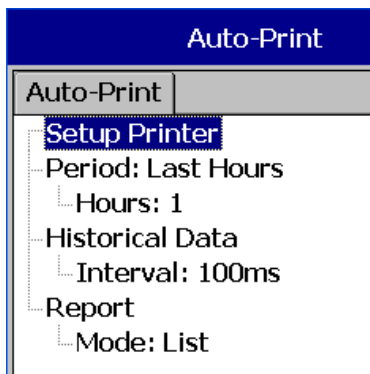 Auto-Print
Auto-Print
Setup Printer
Period: Last Hours
Hours: 1
Historical Data
Interval: 100ms
Report
Mode: List